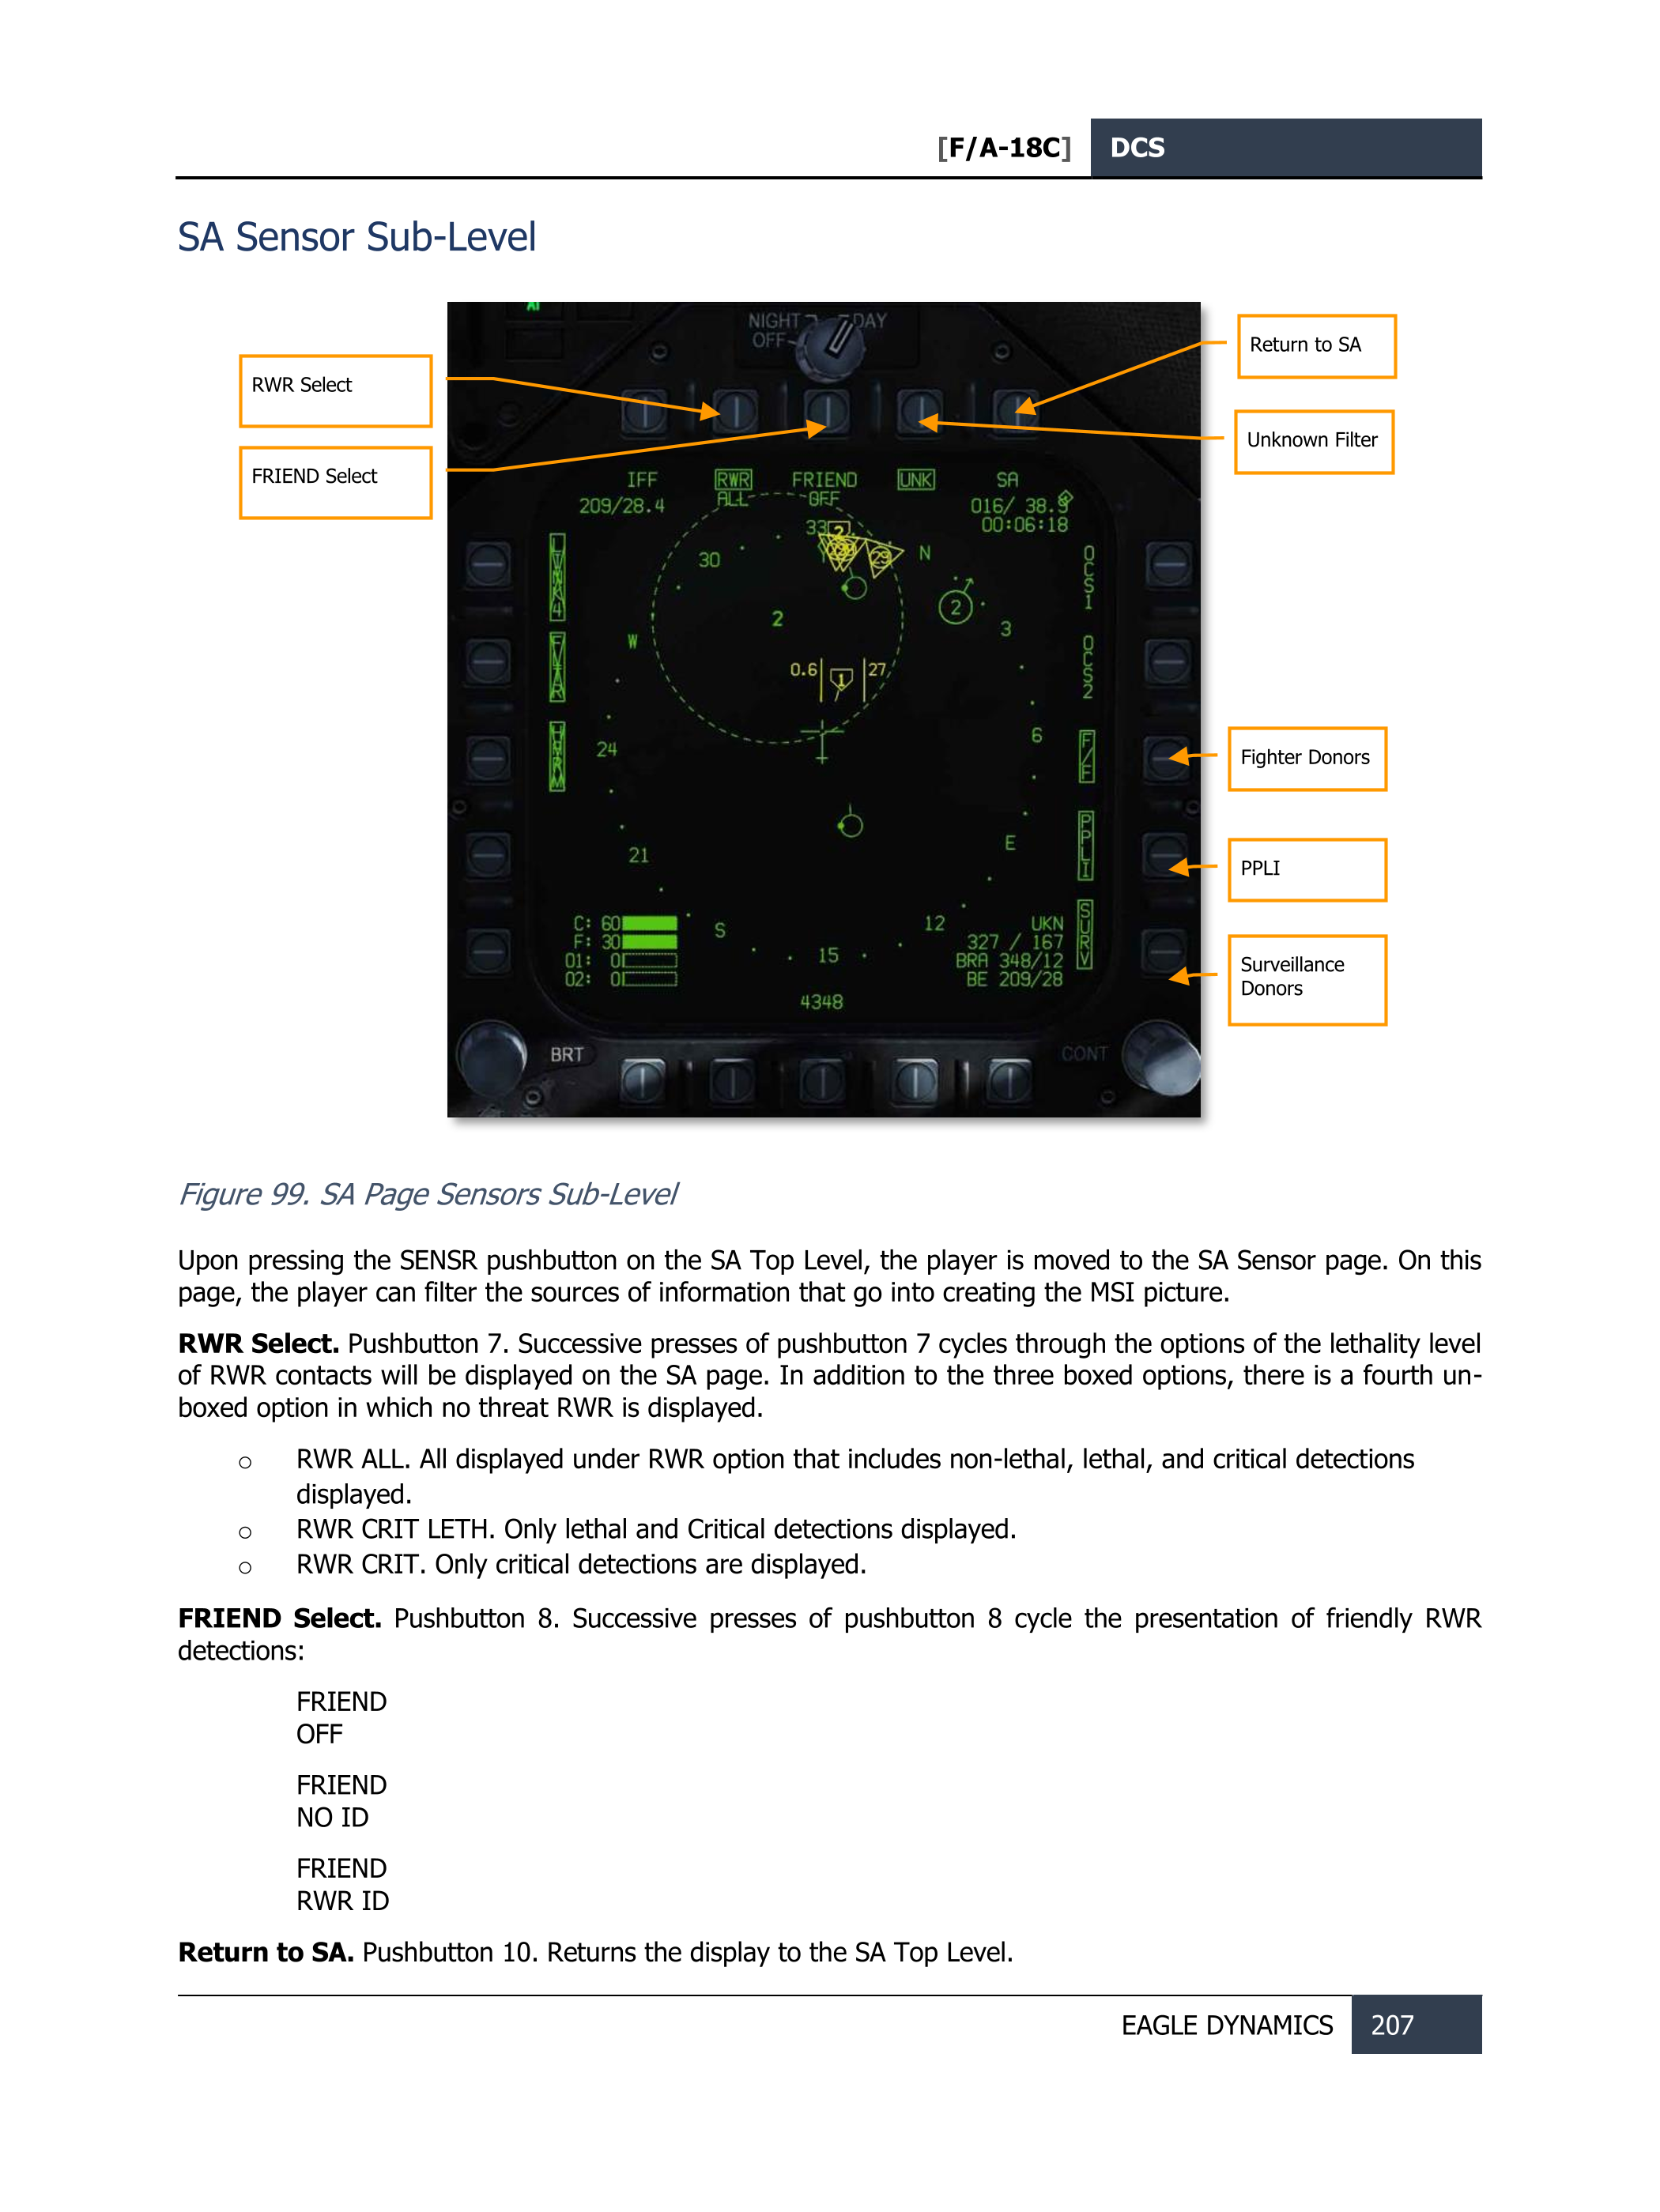 [F/A-18C] DCS
SA Sensor Sub-Level
NIGHT DAY
OFF
RWR Select
FRIEND Select
Return to SA
Unknown Filter
IFF RWR FRIEND UNK SA
ALL OFF
209/28.4
016/ 38.9
00:06:18
33
2
30
29
N
Y
2
2
3
W
0.6 1 27
24
6
21
E
S
12
15
C: 60
F: 30
O1: 0
O2: 0
UKN
327 / 167
BRA 348/12
BE 209/28
4348
OCS1
OCS2
F/F
PPLI
SURV
BRT
CONT
Fighter Donors
PPLI
Surveillance
Donors
Figure 99. SA Page Sensors Sub-Level
Upon pressing the SENSR pushbutton on the SA Top Level, the player is moved to the SA Sensor page. On this
page, the player can filter the sources of information that go into creating the MSI picture.
RWR Select. Pushbutton 7. Successive presses of pushbutton 7 cycles through the options of the lethality level
of RWR contacts will be displayed on the SA page. In addition to the three boxed options, there is a fourth un-
boxed option in which no threat RWR is displayed.
o RWR ALL. All displayed under RWR option that includes non-lethal, lethal, and critical detections
displayed.
o RWR CRIT LETH. Only lethal and Critical detections displayed.
o RWR CRIT. Only critical detections are displayed.
FRIEND Select. Pushbutton 8. Successive presses of pushbutton 8 cycle the presentation of friendly RWR
detections:
FRIEND
OFF
FRIEND
NO ID
FRIEND
RWR ID
Return to SA. Pushbutton 10. Returns the display to the SA Top Level.
EAGLE DYNAMICS 207